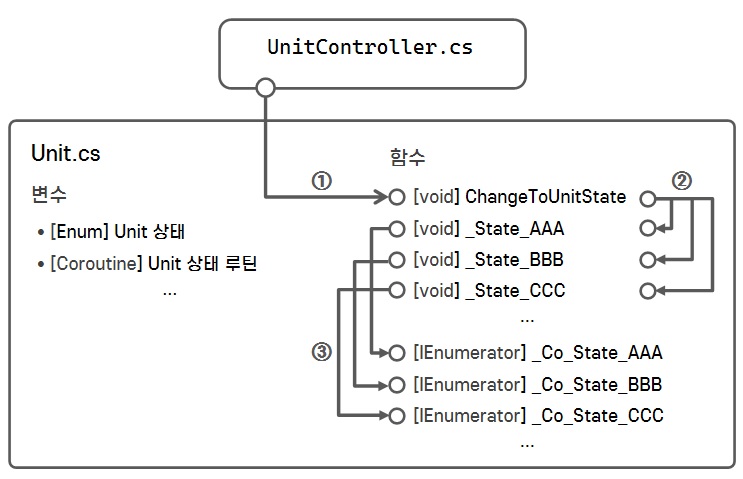 UnitController.cs
Unit.cs
변수
• [Enum] Unit 상태
• [Coroutine] Unit 상태 루틴
...
함수
①
[void] ChangeToUnitState
②
[void] _State_AAA
[void] _State_BBB
[void] _State_CCC
...
③
[IEnumerator] _Co_State_AAA
[IEnumerator] _Co_State_BBB
[IEnumerator] _Co_State_CCC
...